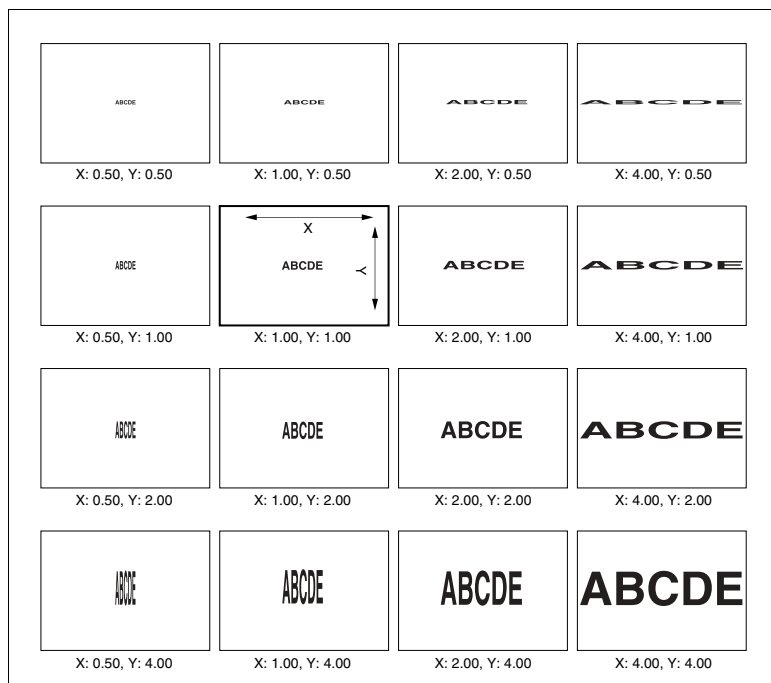 ABCDE ABCDE ABCDE ABCDE
X: 0.50, Y: 0.50 X: 1.00, Y: 0.50 X: 2.00, Y: 0.50 X: 4.00, Y: 0.50
X
ABCDE ABCDE Y ABCDE ABCDE
X: 0.50, Y: 1.00 X: 1.00, Y: 1.00 X: 2.00, Y: 1.00 X: 4.00, Y: 1.00
ABCDE ABCDE ABCDE ABCDE
X: 0.50, Y: 2.00 X: 1.00, Y: 2.00 X: 2.00, Y: 2.00 X: 4.00, Y: 2.00
ABCDE ABCDE ABCDE ABCDE
X: 0.50, Y: 4.00 X: 1.00, Y: 4.00 X: 2.00, Y: 4.00 X: 4.00, Y: 4.00